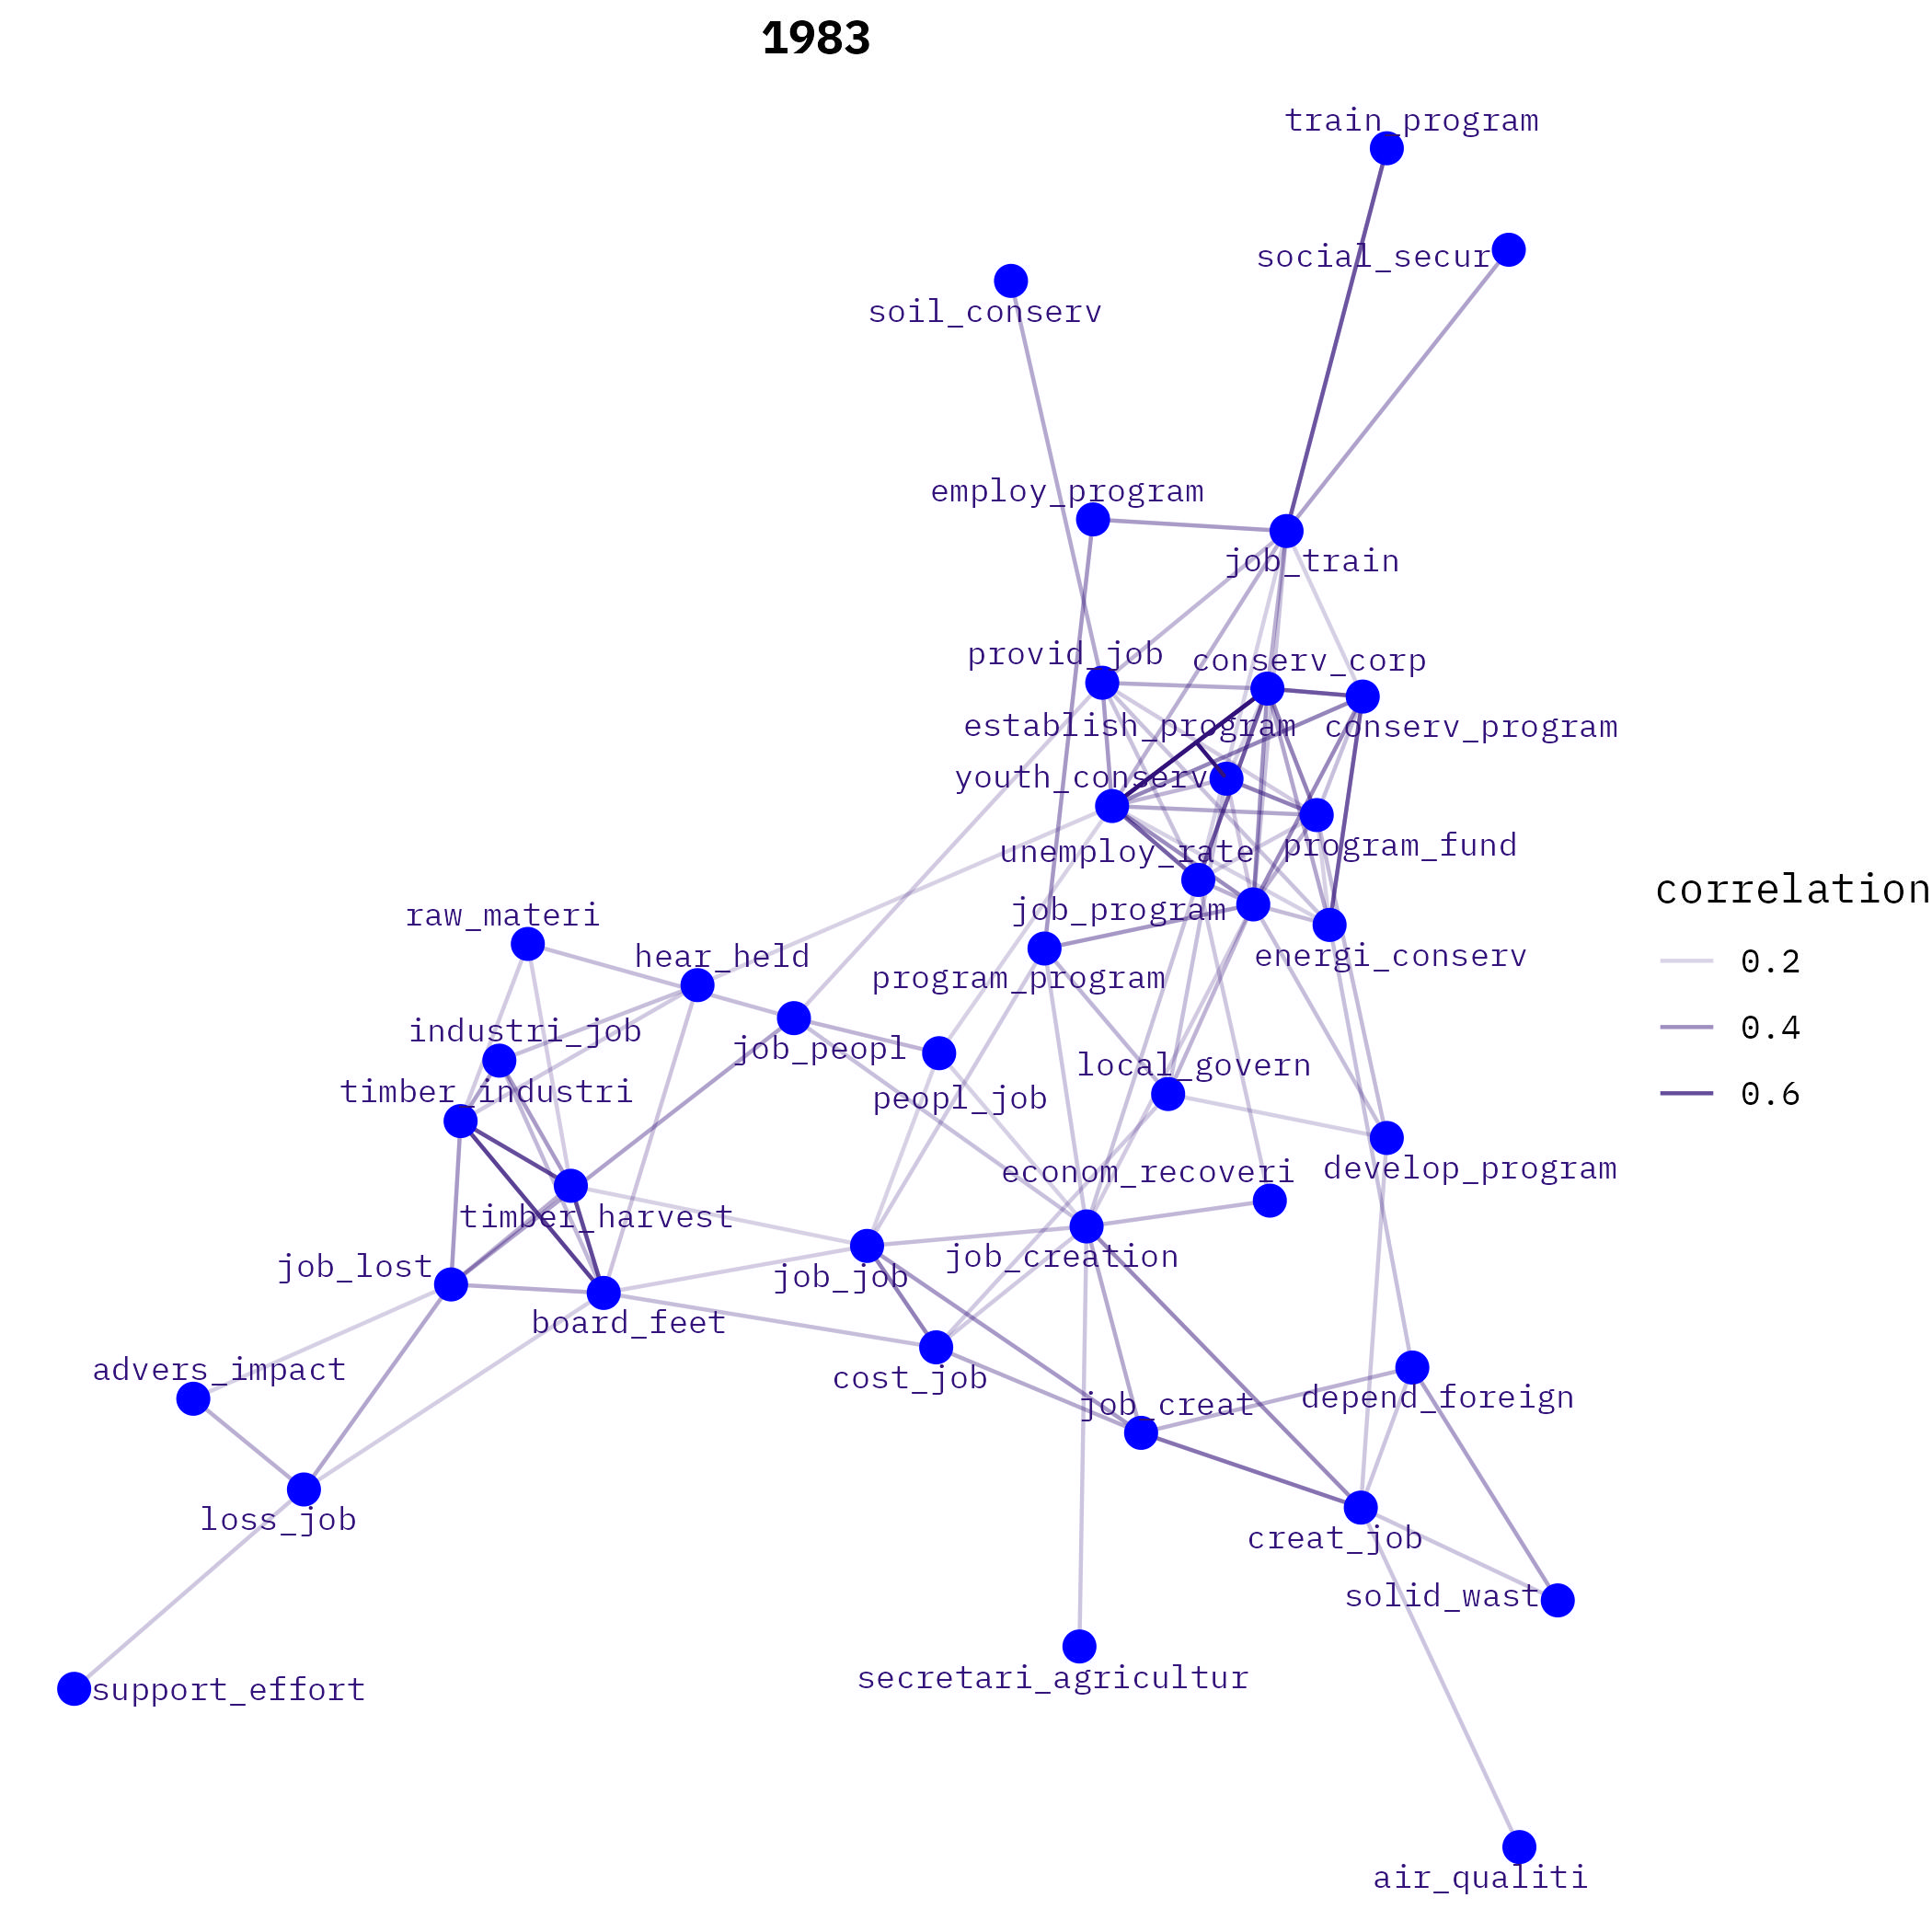 1983
train_program
social_secur
soil_conserv
employ_program
job_train
provid_job
conserv_corp
establish_program
conserv_program
youth_conserv
unemploy_rate
program_fund
job_program
raw_materi
hear_held
energi_conserv
program_program
industri_job
job_peopl
local_govern
timber_industri
peopl_job
econom_recoveri
develop_program
timber_harvest
job_lost
job_job
job_creation
board_feet
advers_impact
cost_job
job_creat
depend_foreign
loss_job
creat_job
solid_wast
secretari_agricultur
support_effort
air_qualiti
correlation
0.2
0.4
0.6